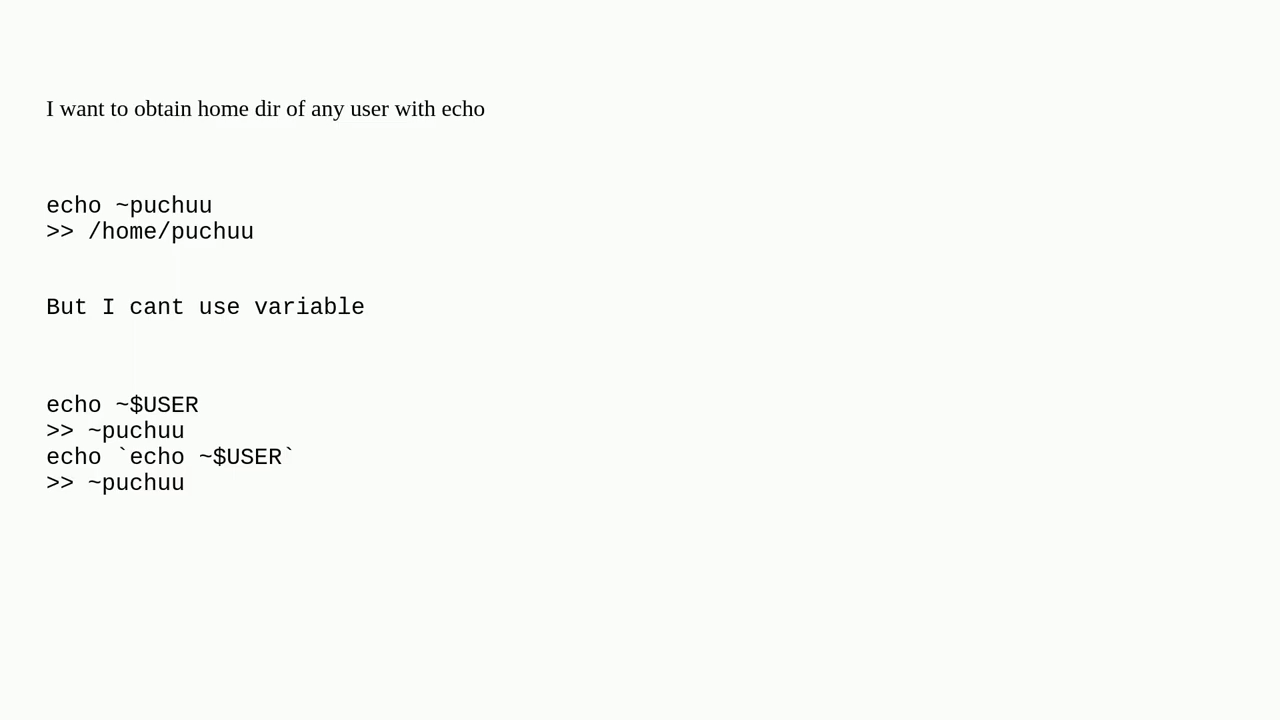 I want to obtain home dir of any user with echo
echo ~puchuu
>> /home/puchuu
But I cant use variable
echo ~$USER
>> ~puchuu
echo `echo ~$USER`
>> ~puchuu